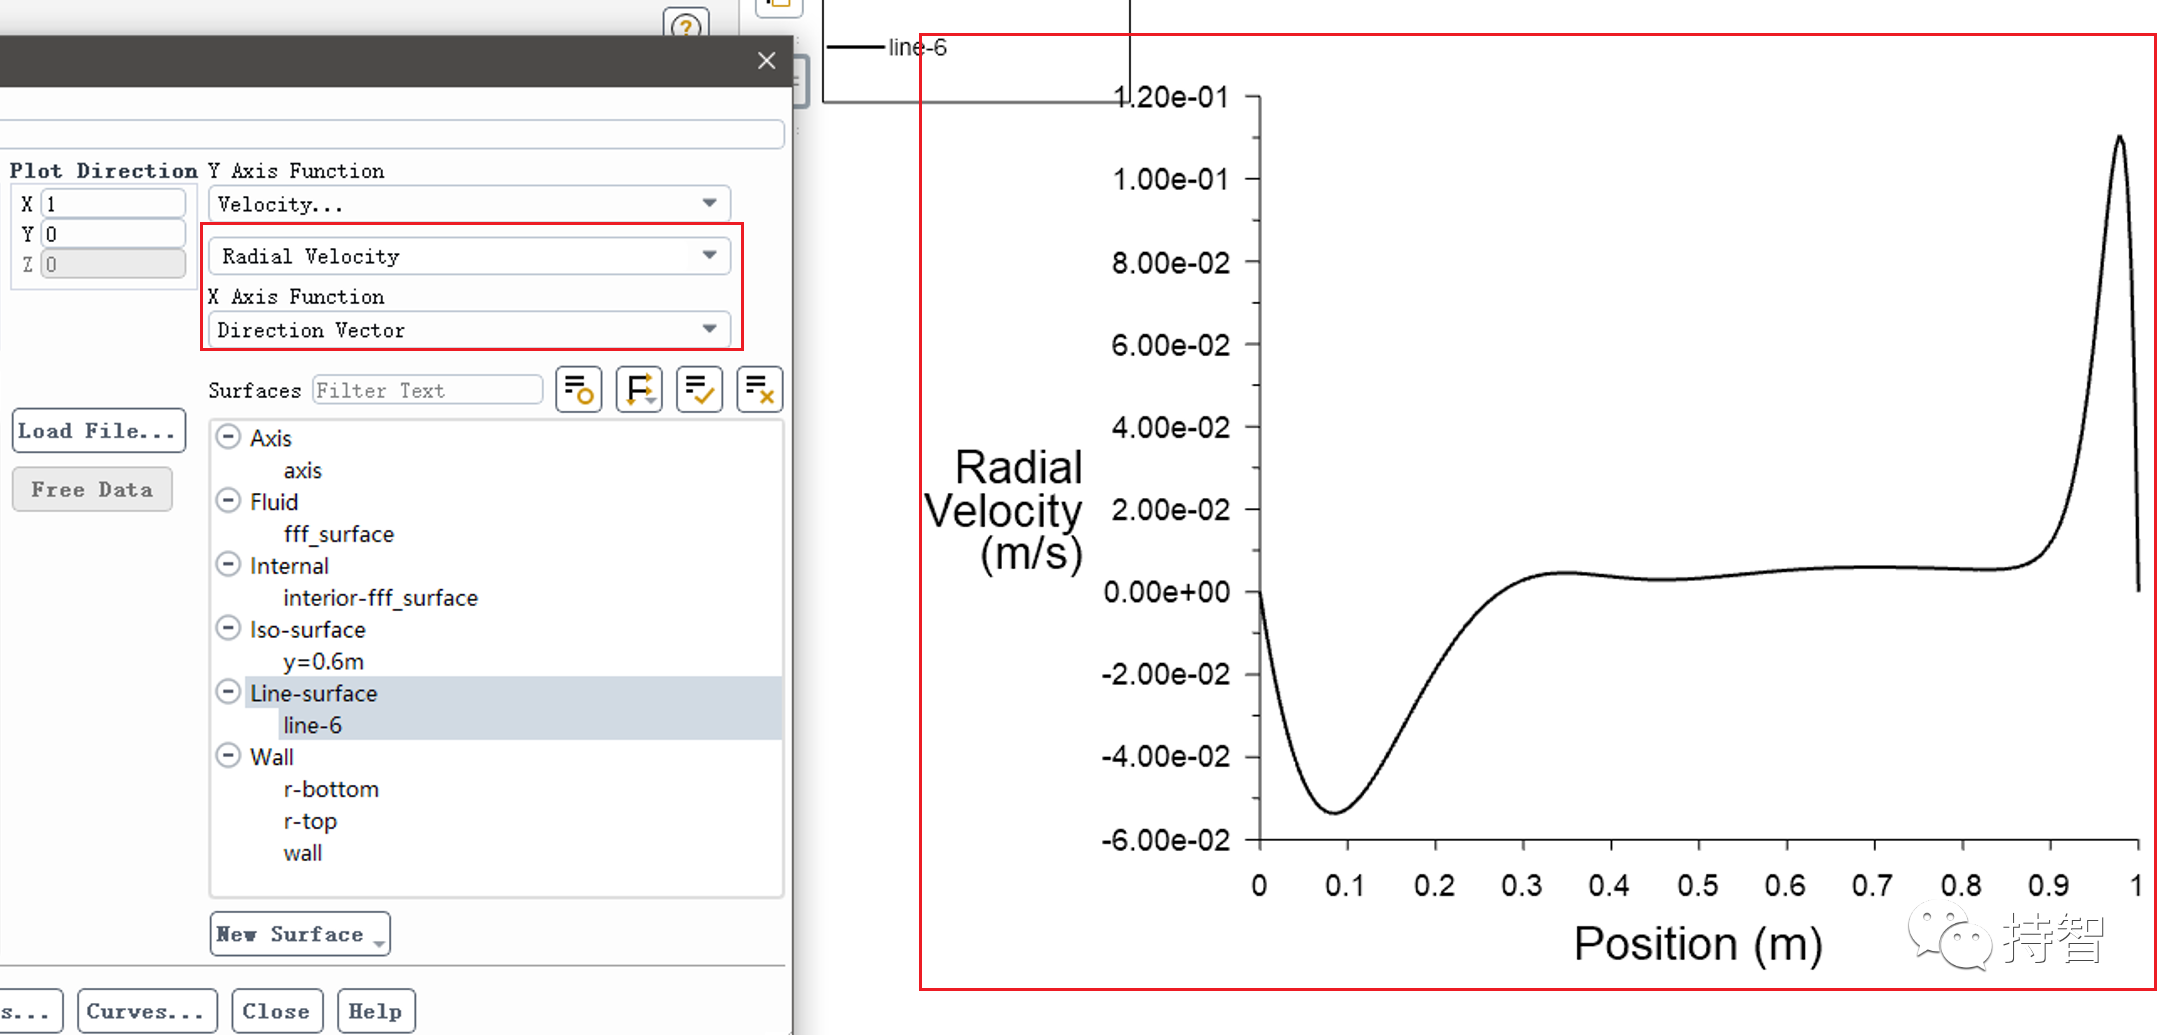 Plot Direction
X 1
Y 0
Z 0
Y Axis Function
Velocity...
Radial Velocity
X Axis Function
Direction Vector
Load File...
Free Data
Surfaces Filter Text
Axis
axis
Fluid
fff_surface
Internal
interior-fff_surface
Iso-surface
y=0.6m
Line-surface
line-6
Wall
r-bottom
r-top
wall
New Surface
s...
Curves...
Close
Help
line-6
Radial
Velocity
(m/s)
1.20e-01
1.00e-01
8.00e-02
6.00e-02
4.00e-02
2.00e-02
0.00e+00
-2.00e-02
-4.00e-02
-6.00e-02
0 0.1 0.2 0.3 0.4 0.5 0.6 0.7 0.8 0.9 1
Position (m)
持智